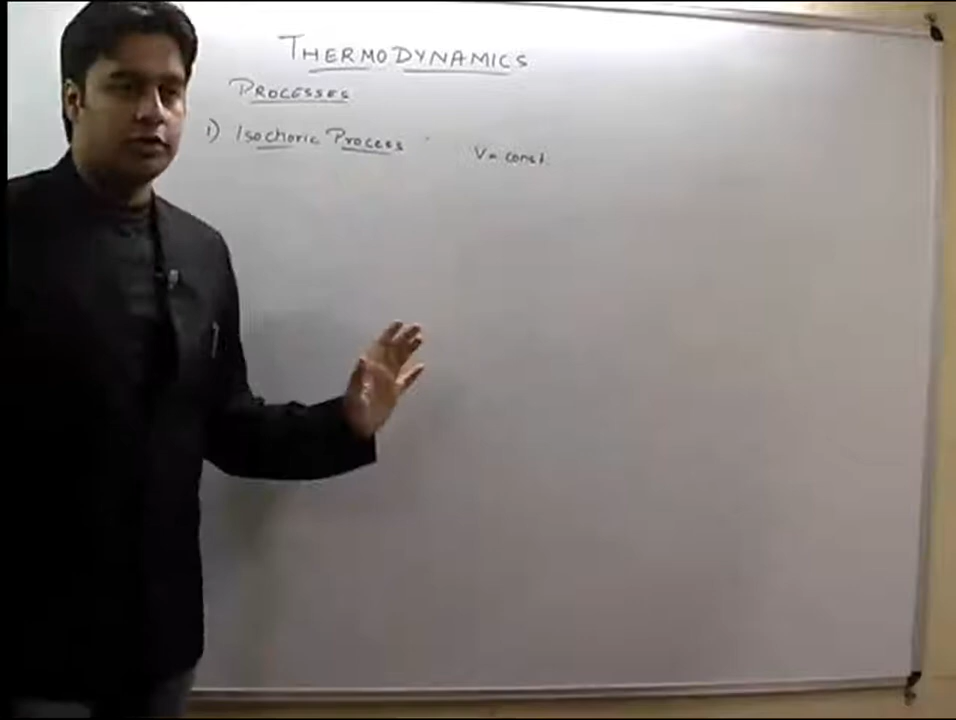 THERMODYNAMICS
PROCESSES
1) Isochoric Process V= const.